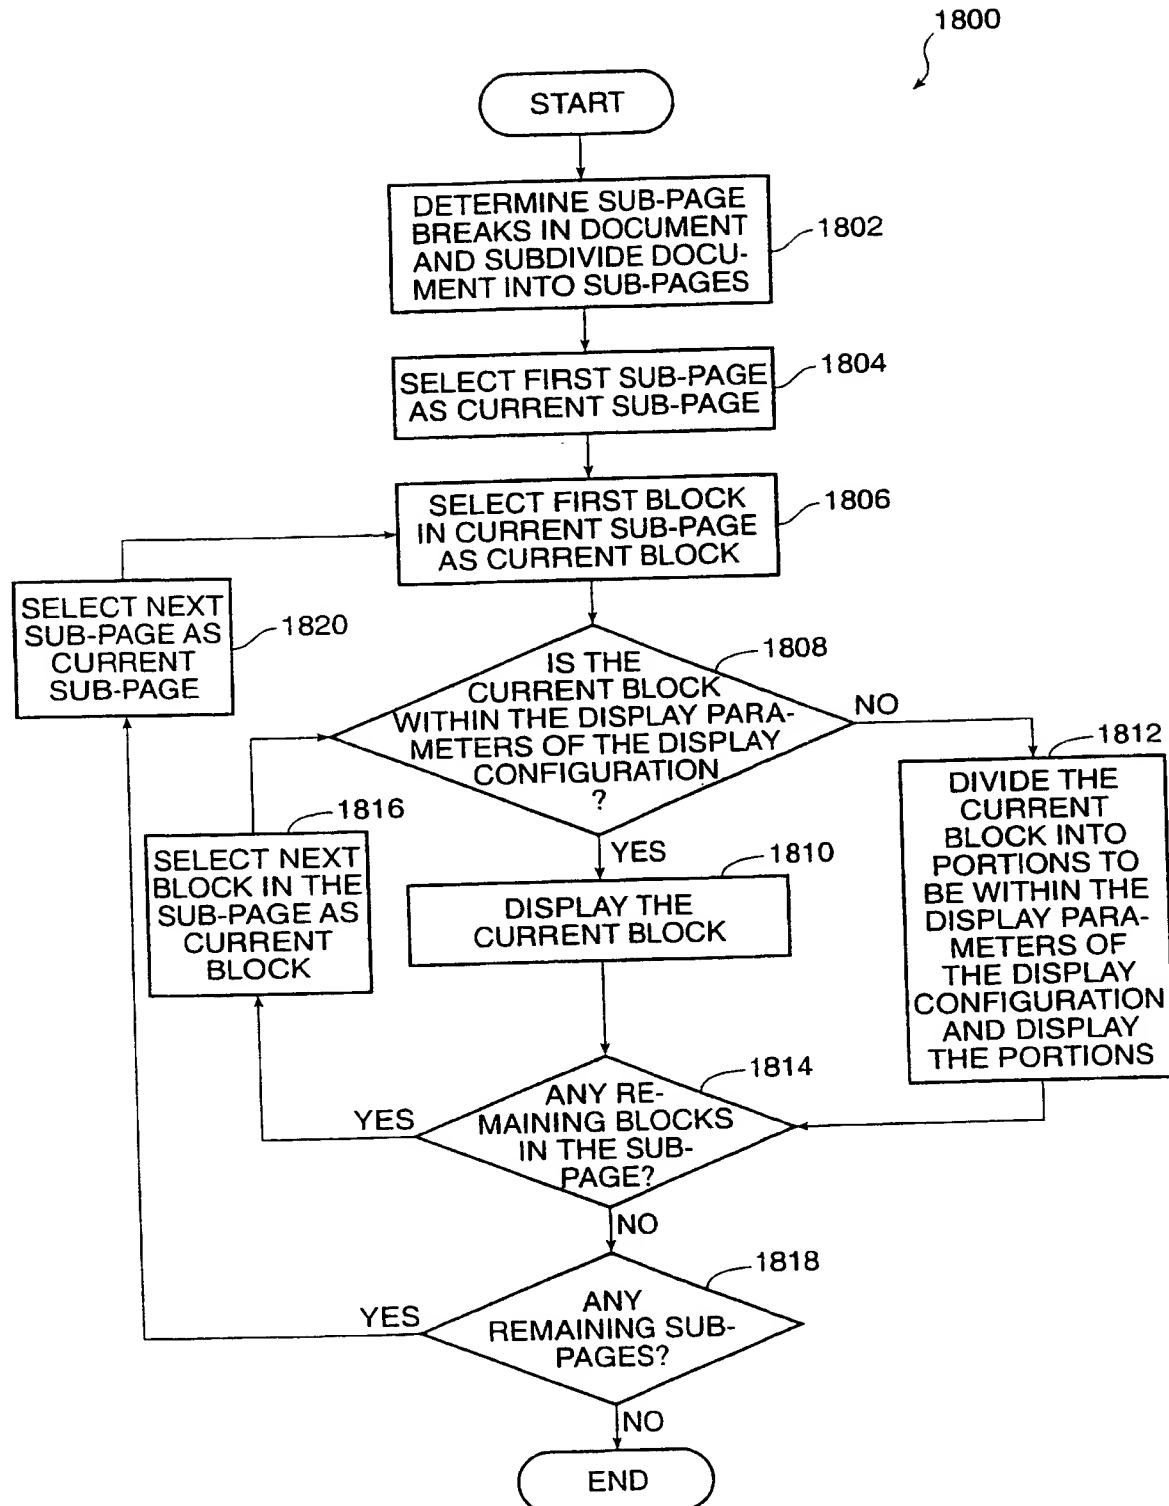 1800
START
DETERMINE SUB-PAGE
BREAKS IN DOCUMENT
AND SUBDIVIDE DOCU-
MENT INTO SUB-PAGES
1802
SELECT FIRST SUB-PAGE
AS CURRENT SUB-PAGE
1804
SELECT FIRST BLOCK
IN CURRENT SUB-PAGE
AS CURRENT BLOCK
1806
SELECT NEXT
SUB-PAGE AS
CURRENT
SUB-PAGE
1820
IS THE
CURRENT BLOCK
WITHIN THE DISPLAY PARA-
METERS OF THE DISPLAY
CONFIGURATION
?
1808
NO
YES
1812
DIVIDE THE
CURRENT
BLOCK INTO
PORTIONS TO
BE WITHIN THE
DISPLAY PARA-
METERS OF
THE DISPLAY
CONFIGURATION
AND DISPLAY
THE PORTIONS
1816
SELECT NEXT
BLOCK IN THE
SUB-PAGE AS
CURRENT
BLOCK
1810
DISPLAY THE
CURRENT BLOCK
1814
ANY RE-
MAINING BLOCKS
IN THE SUB-
PAGE?
YES
NO
1818
ANY
REMAINING SUB-
PAGES?
YES
NO
END